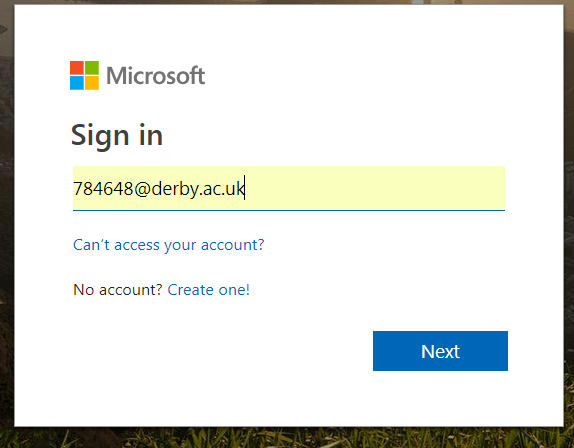 Microsoft
Sign in
784648@derby.ac.uk
Can't access your account?
No account? Create one!
Next